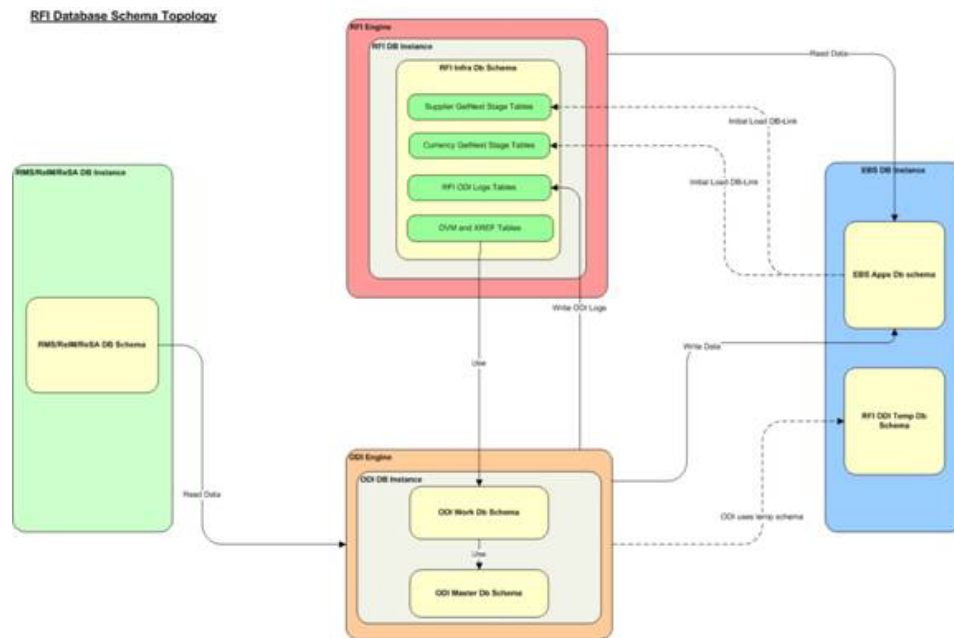 RFI Database Schema Topology
RFI Engine
RFI DB Instance
RFI Infra Db Schema
Supplier GetNext Stage Tables
Currency GetNext Stage Tables
RFI ODI Logs Tables
DVM and XREF Tables
Read Data
Initial Load DB-Link
Initial Load DB-Link
RMS/ReIM/ReSA DB Instance
RMS/ReIM/ReSA DB Schema
EBS DB Instance
EBS Apps Db schema
Write ODI Logs
Use
Write Data
RFI ODI Temp Db
Schema
ODI Engine
ODI DB Instance
ODI Work Db Schema
Read Data
ODI uses temp schema
Use
ODI Master Db Schema